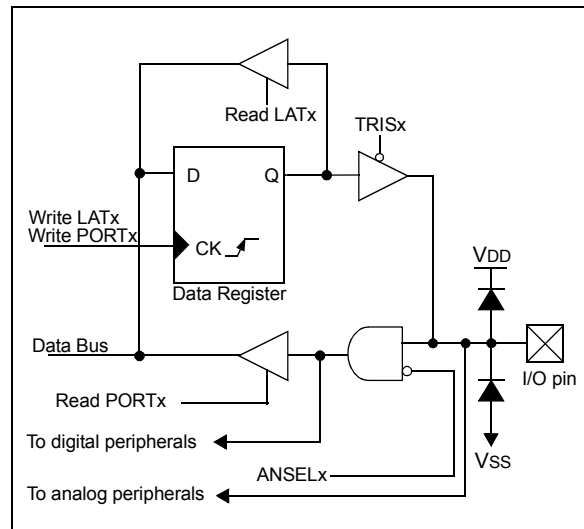 Read LATx
TRISx
D
Q
Write LATx
Write PORTx
CK
Data Register
VDD
Data Bus
I/O pin
Read PORTx
To digital peripherals
VSS
ANSELx
To analog peripherals